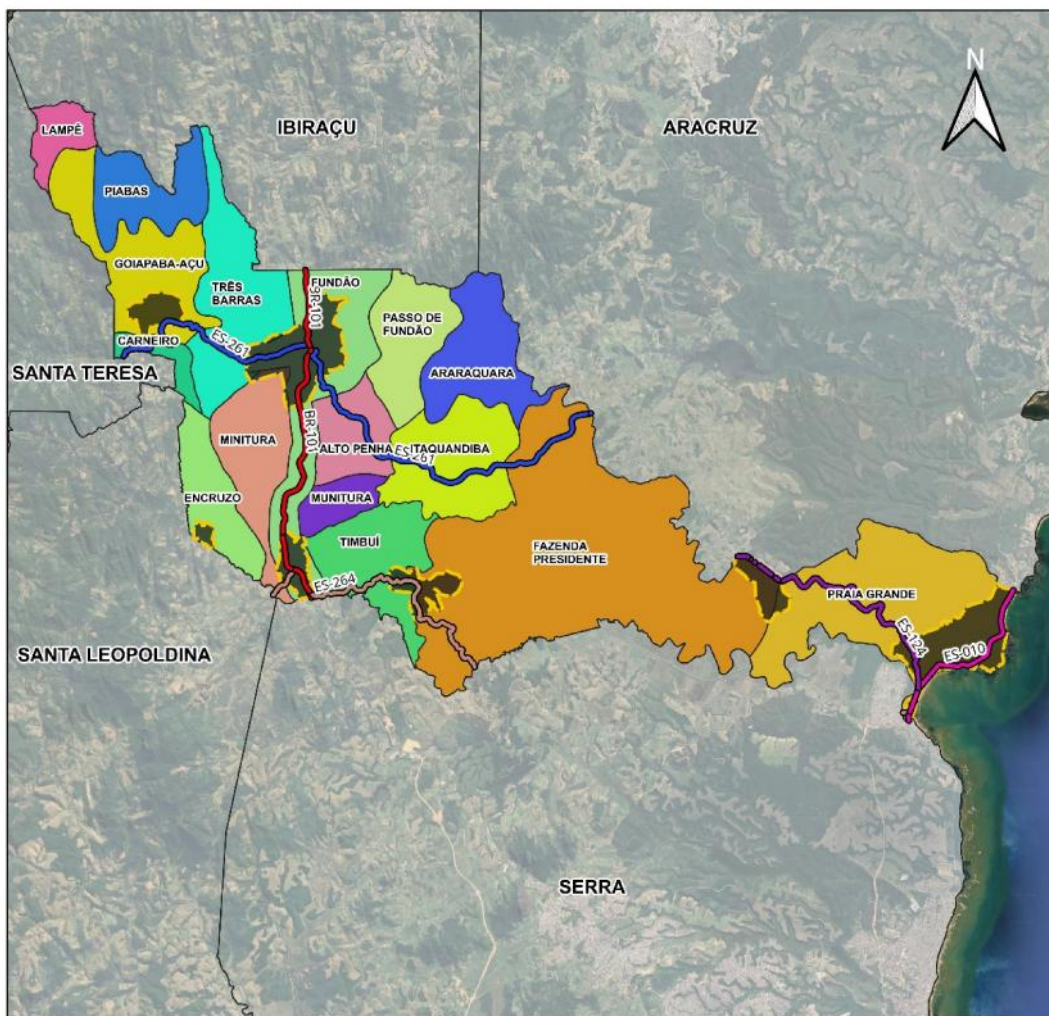 N
IBIRAÇU
ARACRUZ
LAMPÊ
PIABAS
GOIAPABA-AÇU
TRÊS
BARRAS
FUNDÃO
BR-101
PASSO DE
FUNDÃO
CARNEIRO
ES-261
SANTA TERESA
ARARAQUARA
MINITURA
BR-101
ALTO PENHA
ITAQUANDIBA
ES-261
ENCRUZO
MUNITURA
TIMBUÍ
FAZENDA
PRESIDENTE
ES-264
PRAIA GRANDE
ES-124
ES-010
SANTA LEOPOLDINA
SERRA